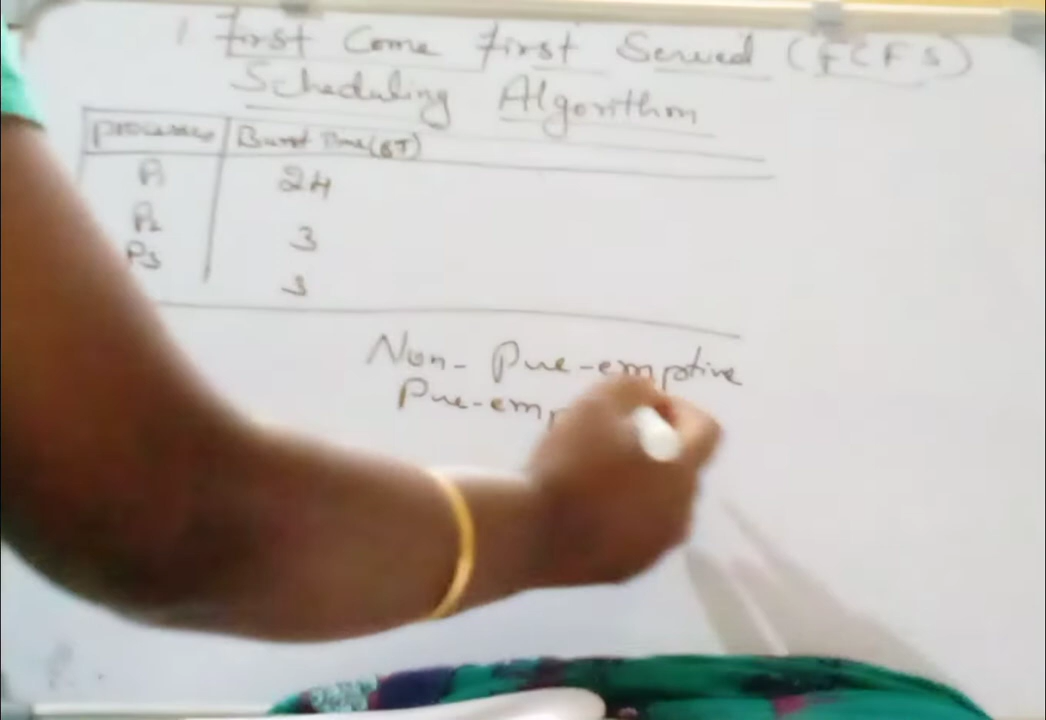 1 First Come First Served (FCFS)
Scheduling Algorithm
processes Burst Time (BT)
P1 24
P2 3
P3 3
Non-Pre-emptive
Pre-emp